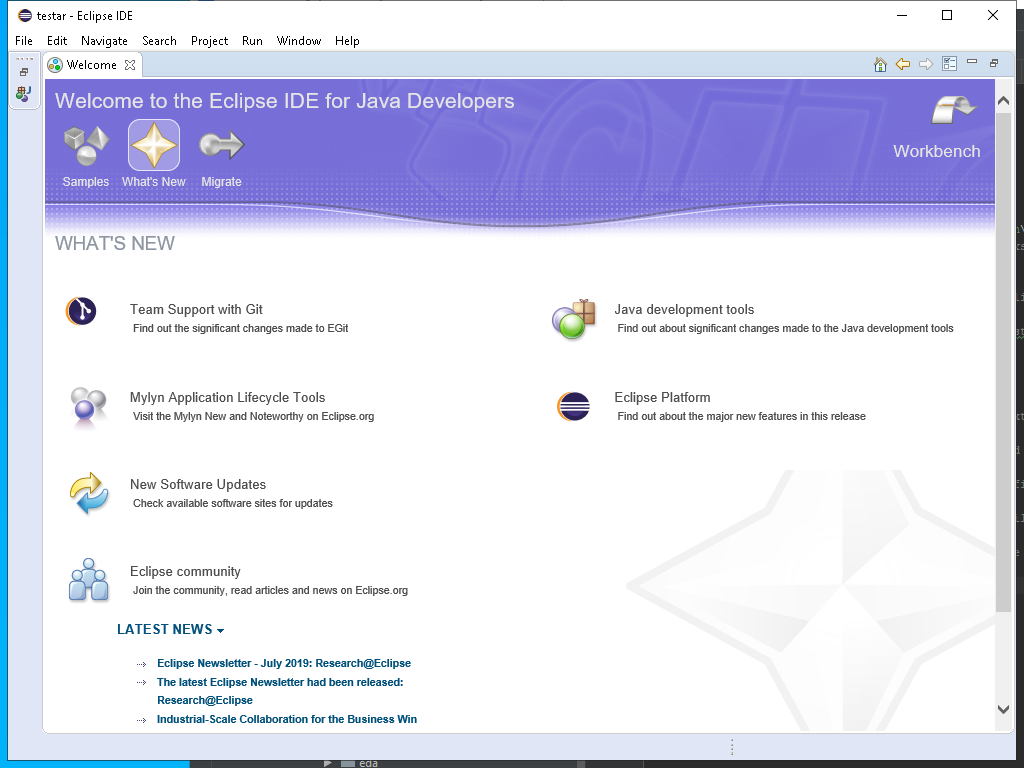 testar - Eclipse IDE
File Edit Navigate Search Project Run Window Help
Welcome
Welcome to the Eclipse IDE for Java Developers
Workbench
Samples What's New Migrate
WHAT'S NEW
Team Support with Git
Find out the significant changes made to EGit
Java development tools
Find out about significant changes made to the Java development tools
Mylyn Application Lifecycle Tools
Visit the Mylyn New and Noteworthy on Eclipse.org
Eclipse Platform
Find out about the major new features in this release
New Software Updates
Check available software sites for updates
Eclipse community
Join the community, read articles and news on Eclipse.org
LATEST NEWS
Eclipse Newsletter - July 2019: Research@Eclipse
The latest Eclipse Newsletter had been released:
Research@Eclipse
Industrial-Scale Collaboration for the Business Win
eda